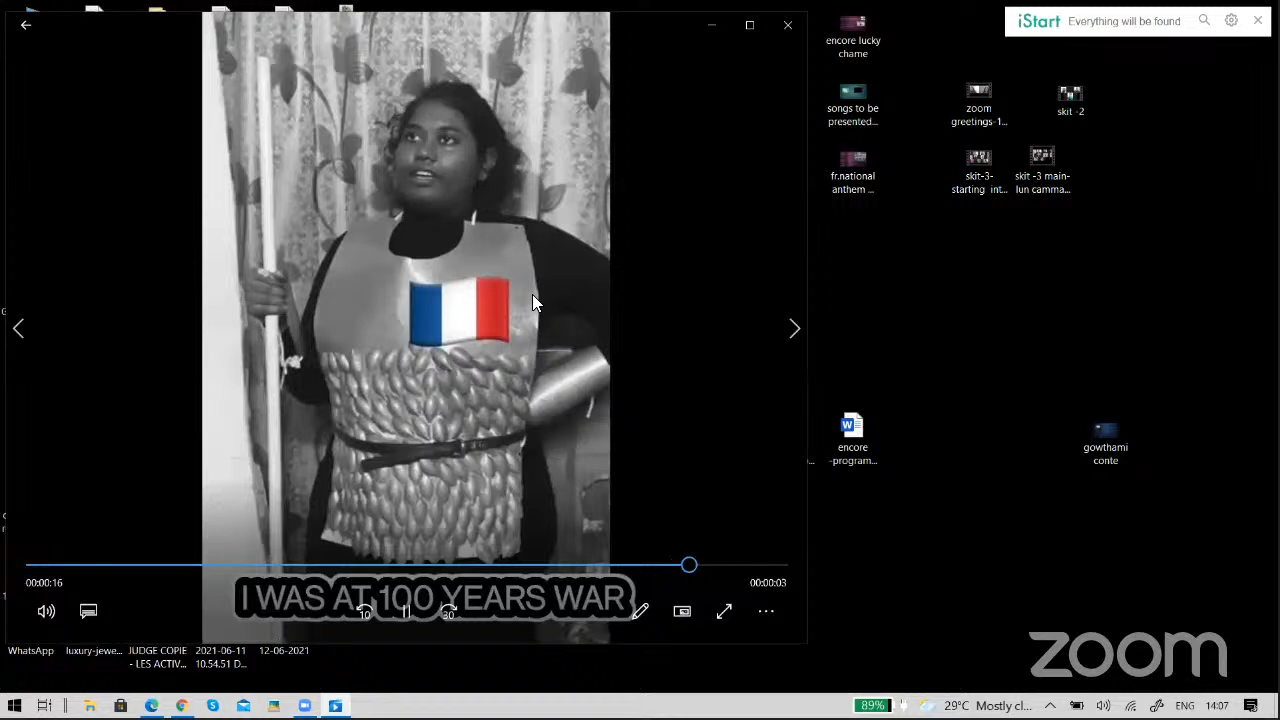 iStart Everything will be found
encore lucky
chame
songs to be
presented...
zoom
greetings-1...
skit -2
fr.national
anthem ...
skit-3-
starting int...
skit -3 main-
lun camma...
encore
-program...
gowthami
conte
00:00:16
00:00:03
I WAS AT 100 YEARS WAR
10
30
WhatsApp
luxury-jewe...
JUDGE COPIE
- LES ACTIV...
2021-06-11
10.54.51 D...
12-06-2021
zoom
89%
29°C Mostly cl...
ENG
14:07